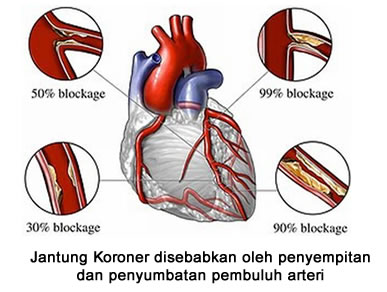 50% blockage
99% blockage
30% blockage
90% blockage
Jantung Koroner disebabkan oleh penyempitan
dan penyumbatan pembuluh arteri